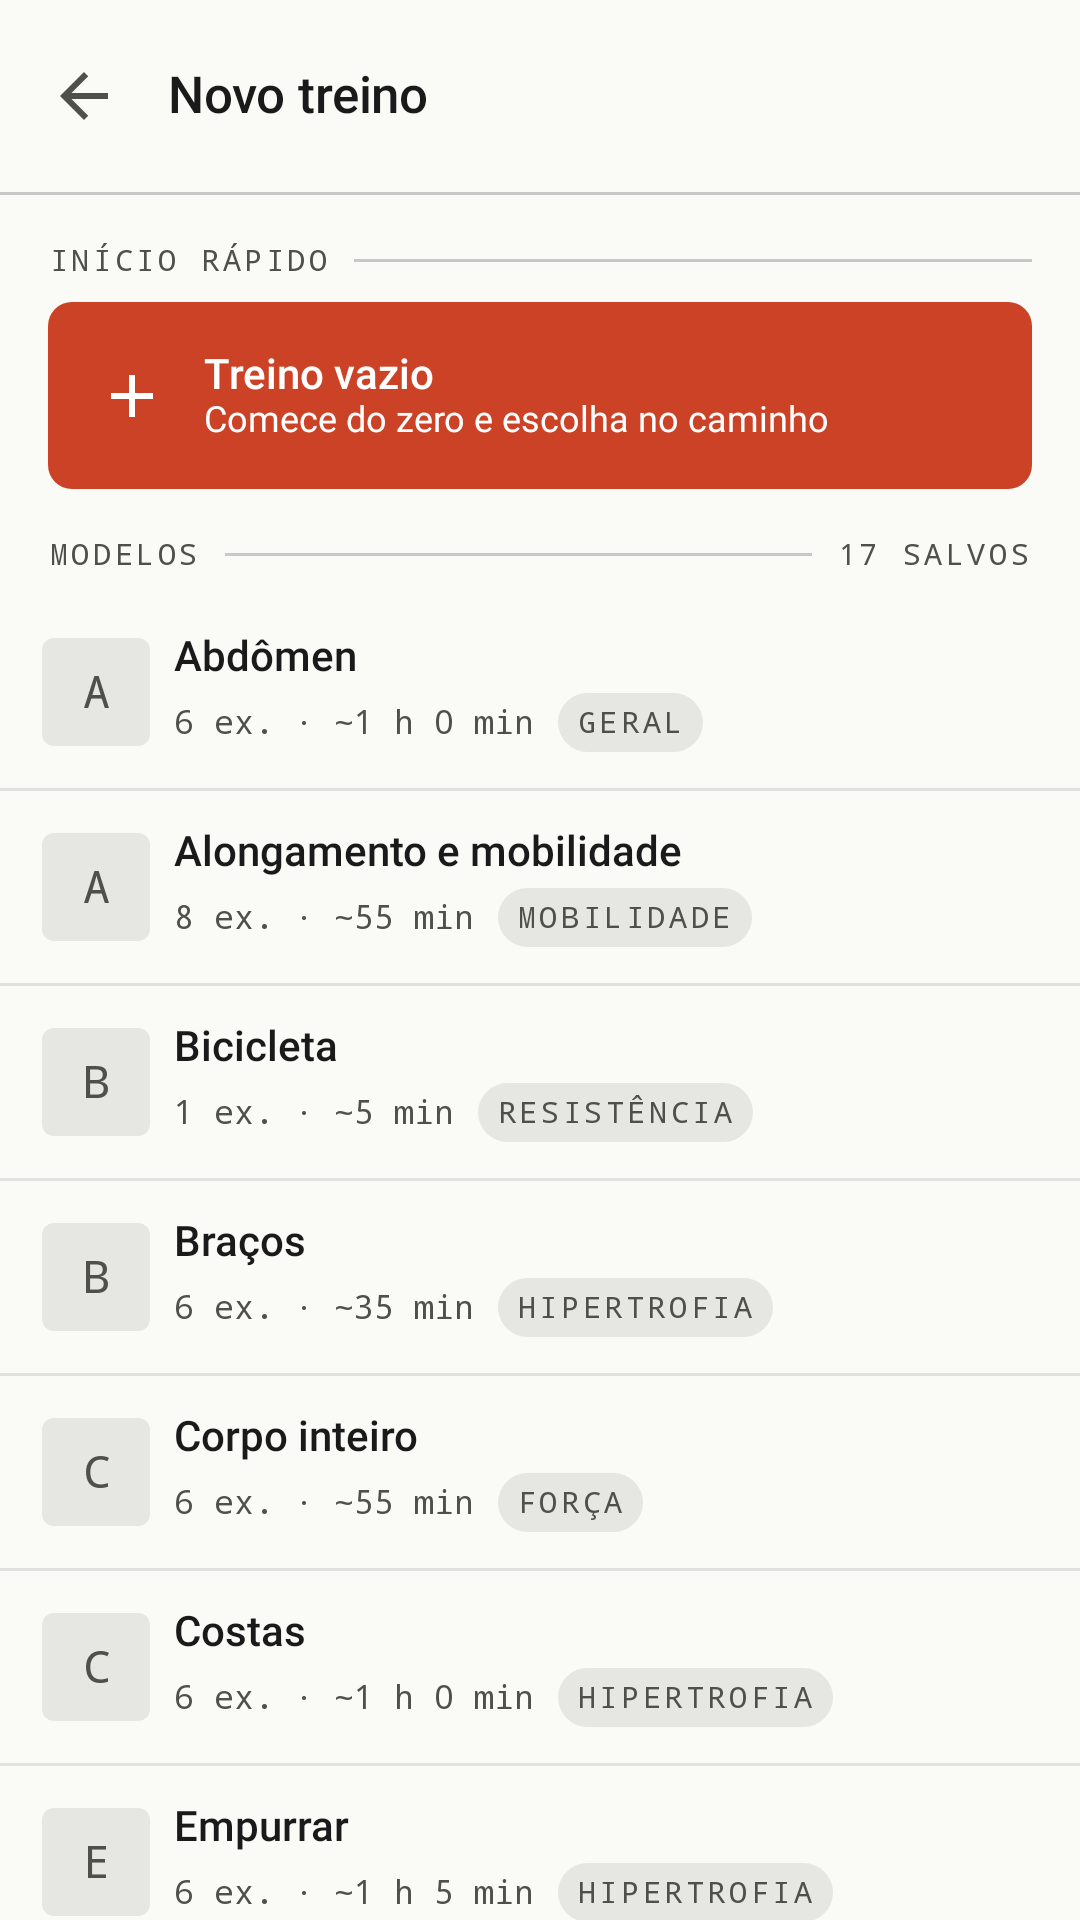 Novo treino
INÍCIO RÁPIDO
Treino vazio
Comece do zero e escolha no caminho
MODELOS 17 SALVOS
A
Abdômen
6 ex. · ~1 h 0 min GERAL
A
Alongamento e mobilidade
8 ex. · ~55 min MOBILIDADE
B
Bicicleta
1 ex. · ~5 min RESISTÊNCIA
B
Braços
6 ex. · ~35 min HIPERTROFIA
C
Corpo inteiro
6 ex. · ~55 min FORÇA
C
Costas
6 ex. · ~1 h 0 min HIPERTROFIA
E
Empurrar
6 ex. · ~1 h 5 min HIPERTROFIA